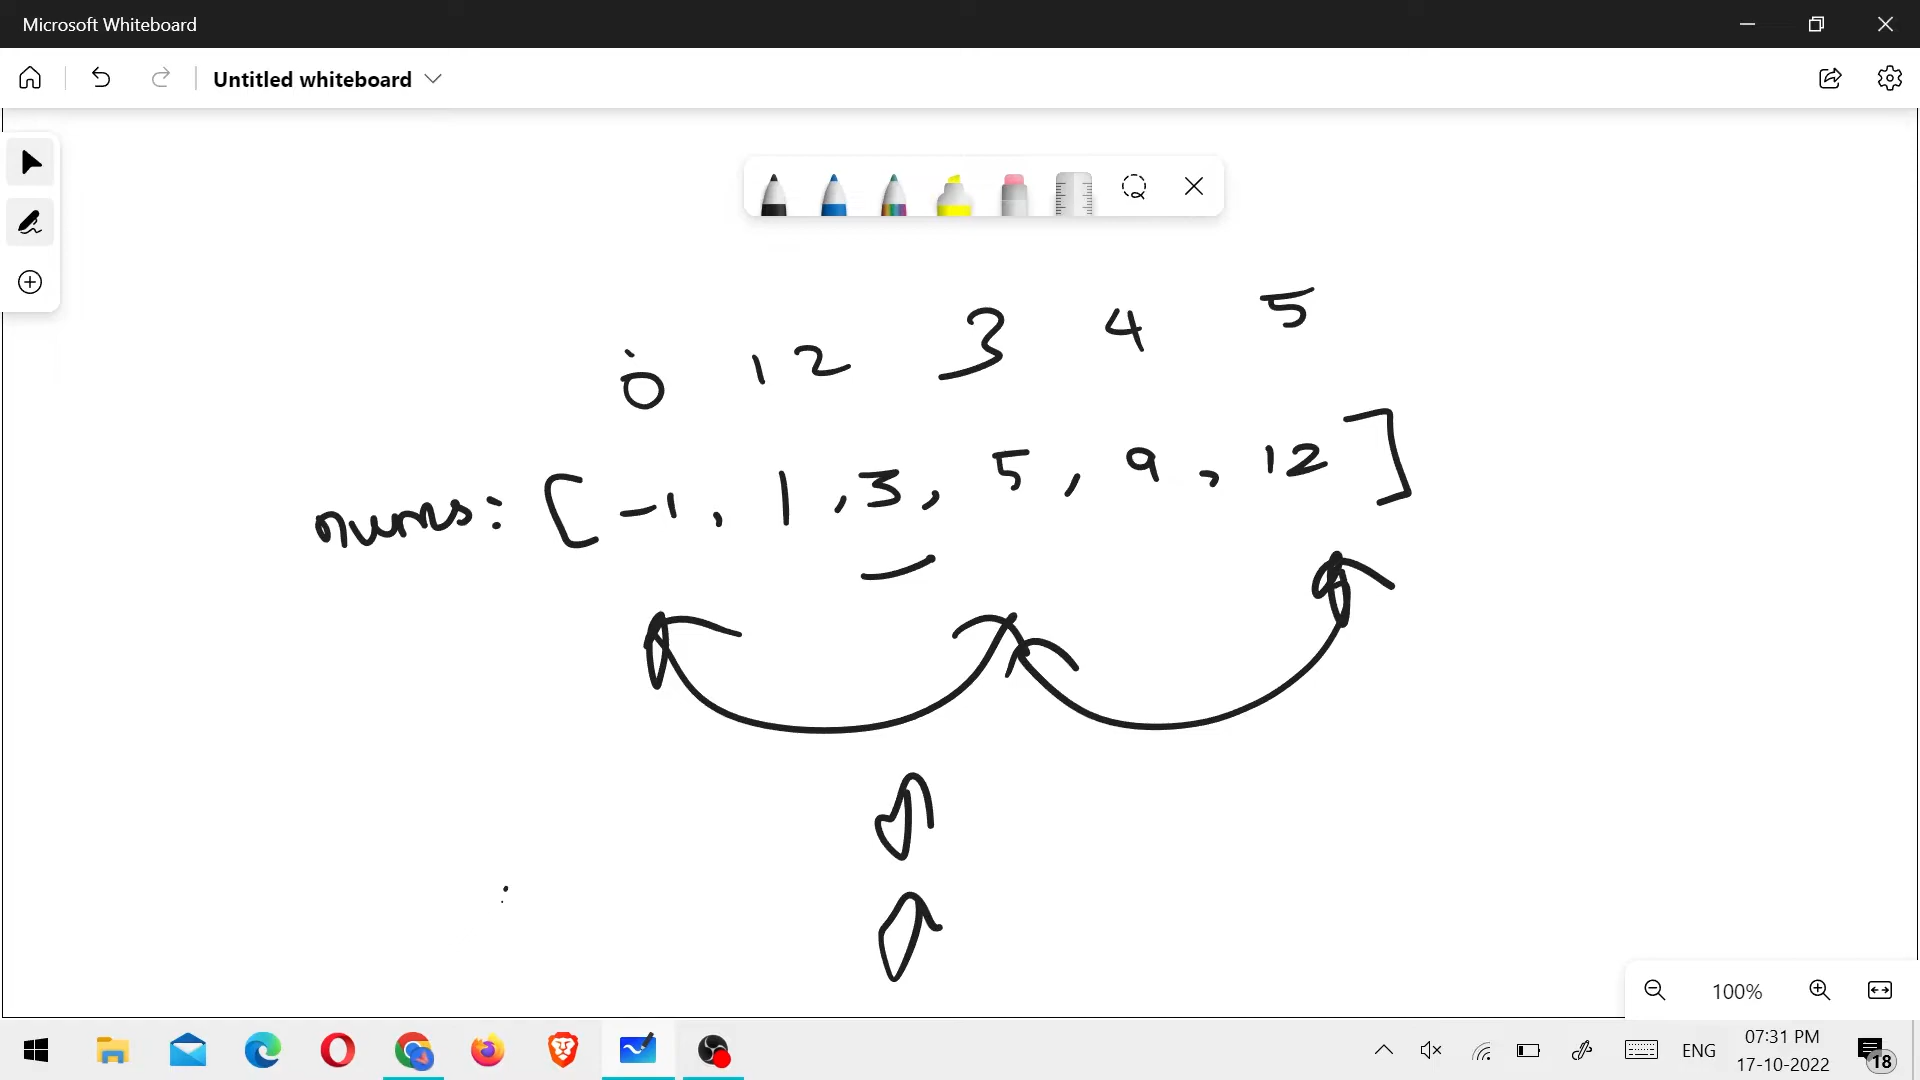 Microsoft Whiteboard
Untitled whiteboard
0 1 2 3 4 5
nums: [ -1, 1, 3, 5, 9, 12 ]
100%
ENG
07:31 PM
17-10-2022
18